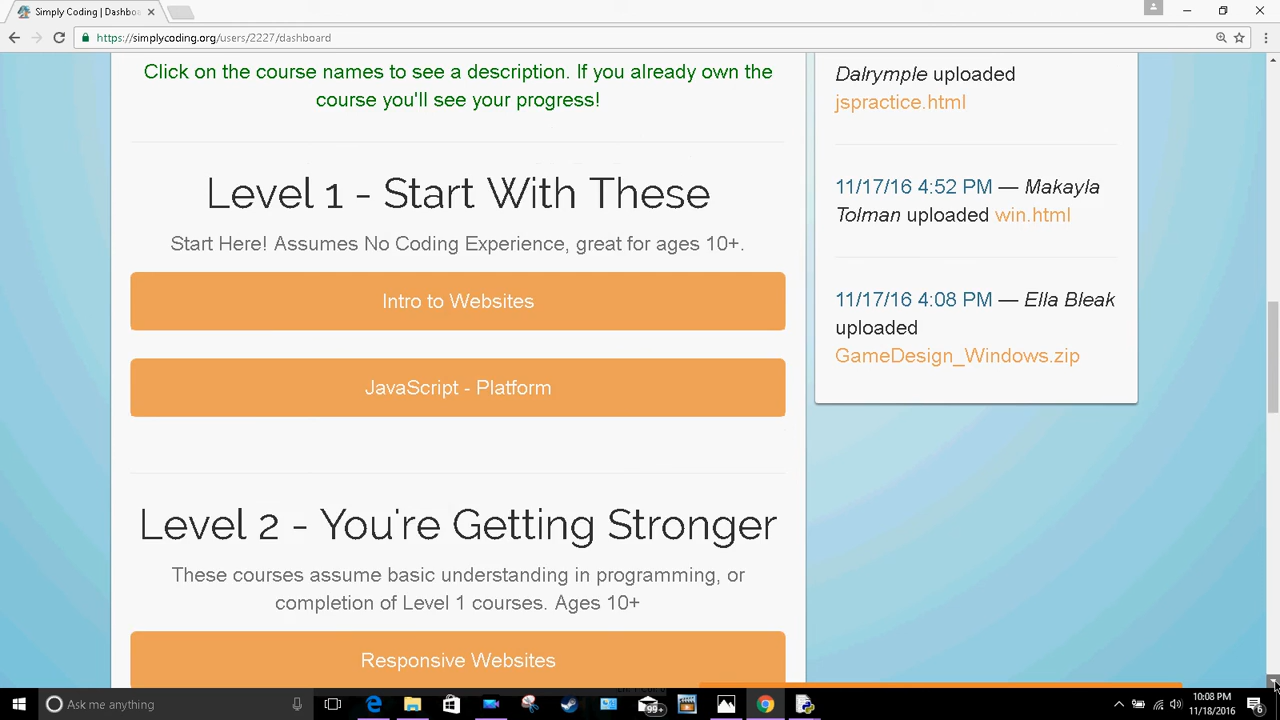 Simply Coding | Dashbo
https://simplycoding.org/users/2227/dashboard
Click on the course names to see a description. If you already own the
course you'll see your progress!
Level 1 - Start With These
Start Here! Assumes No Coding Experience, great for ages 10+.
Intro to Websites
JavaScript - Platform
Level 2 - You're Getting Stronger
These courses assume basic understanding in programming, or
completion of Level 1 courses. Ages 10+
Responsive Websites
Dalrymple uploaded
jspractice.html
11/17/16 4:52 PM — Makayla
Tolman uploaded win.html
11/17/16 4:08 PM — Ella Bleak
uploaded
GameDesign_Windows.zip
Ask me anything
99+
10:08 PM
11/18/2016
6